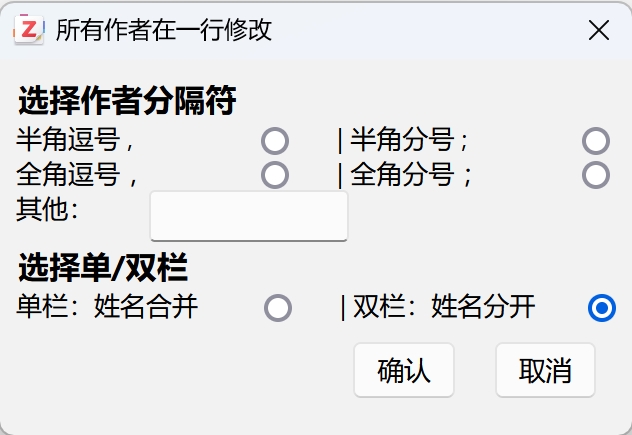 Z 所有作者在一行修改
选择作者分隔符
半角逗号 , | 半角分号 ;
全角逗号 ， | 全角分号 ；
其他：
选择单/双栏
单栏：姓名合并 | 双栏：姓名分开
确认 取消